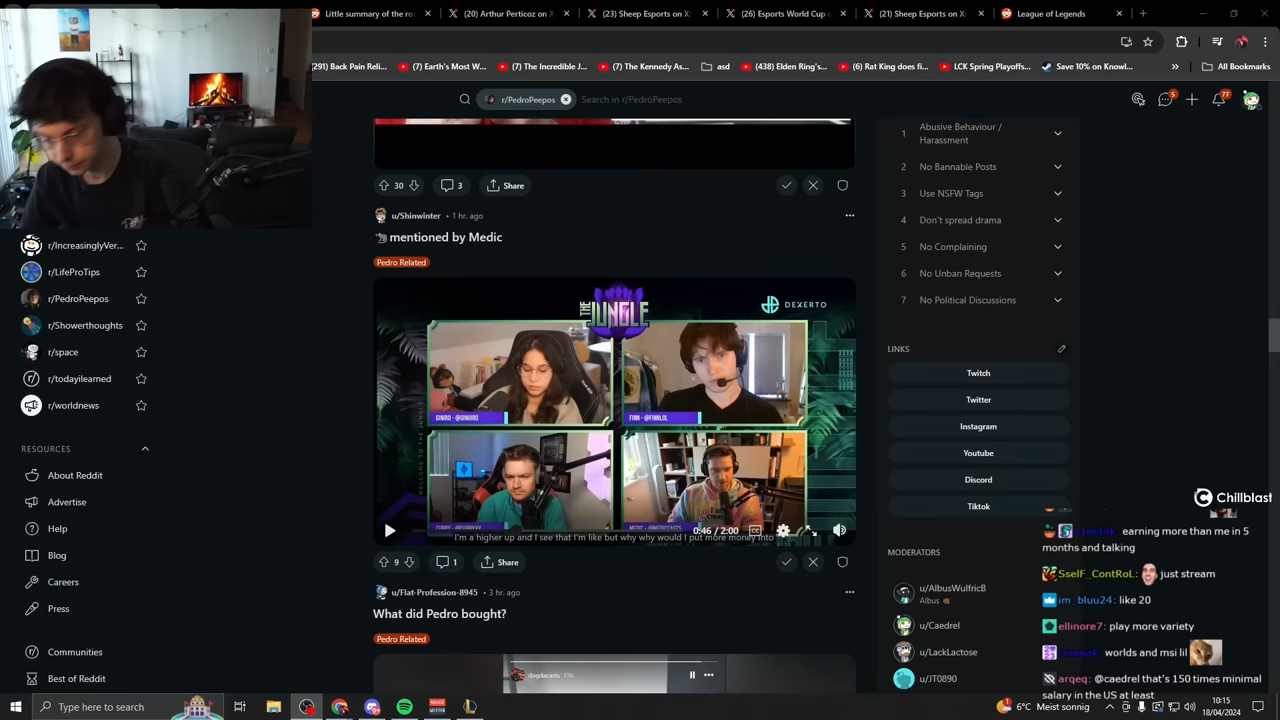 Little summary of the ros
(20) Arthur Perticoz on X
(23) Sheep Esports on X
(26) Esports World Cup
(21) Sheep Esports on X
League of Legends
291) Back Pain Reli...
(7) Earth's Most W...
(7) The Incredible J...
(7) The Kennedy As...
asd
(438) Elden Ring's...
(6) Rat King does fi...
LCK Spring Playoffs...
Save 10% on Knowl...
All Bookmarks
r/PedroPeepos
Search in r/PedroPeepos
5
77
r/IncreasinglyVer...
r/LifeProTips
r/PedroPeepos
r/Showerthoughts
r/space
r/todayilearned
r/worldnews
RESOURCES
About Reddit
Advertise
Help
Blog
Careers
Press
Communities
Best of Reddit
30
3
Share
u/Shinwinter • 1 hr. ago
mentioned by Medic
Pedro Related
THE JUNGLE
DEXERTO
FINN - @FINNLOL
0:46 / 2:00
I'm a higher up and I see that I'm like but why why would I put more money into
9
1
Share
u/Flat-Profession-8945 • 3 hr. ago
What did Pedro bought?
Pedro Related
dagdacasts 13h
1 Abusive Behaviour / Harassment
2 No Bannable Posts
3 Use NSFW Tags
4 Don't spread drama
5 No Complaining
6 No Unban Requests
7 No Political Discussions
LINKS
Twitch
Twitter
Instagram
Youtube
Discord
Tiktok
MODERATORS
u/AlbusWulfricB
Albus
u/Caedrel
u/LackLactose
u/JT0890
Chillblast
earning more than me in 5
months and talking
SselF_ContRoL: just stream
im_bluu24: like 20
ellinore7: play more variety
worlds and msi lil
arqeq: @caedrel that's 150 times minimal
salary in the US at least
Type here to search
6°C Meist sonnig
10:15
18/04/2024